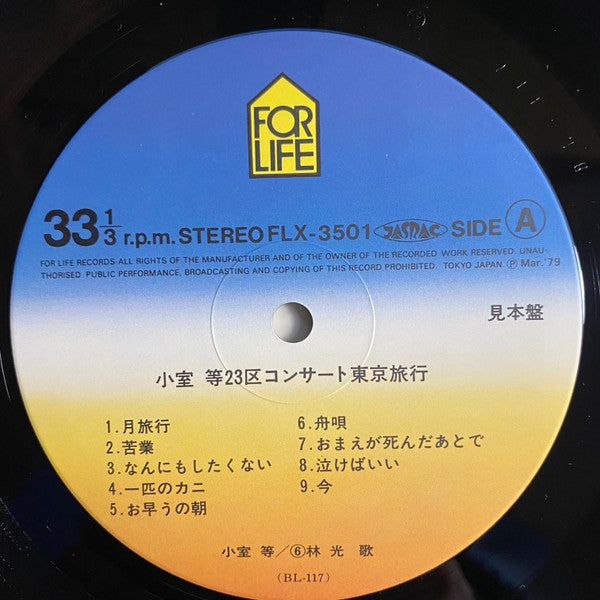 FOR
LIFE
33 1/3 r.p.m. STEREO FLX-3501 JASRAC SIDE A
FOR LIFE RECORDS·ALL RIGHTS OF THE MANUFACTURER AND OF THE OWNER OF THE RECORDED WORK RESERVED. UNAU-
THORISED PUBLIC PERFORMANCE, BROADCASTING AND COPYING OF THIS RECORD PROHIBITED. TOKYO JAPAN. Ⓟ Mar.'79
見本盤
小室 等23区コンサート東京旅行
1.月旅行
2.苦業
3.なんにもしたくない
4.一匹のカニ
5.お早うの朝
6.舟唄
7.おまえが死んだあとで
8.泣けばいい
9.今
小室 等/⑥林 光 歌
(BL-117)